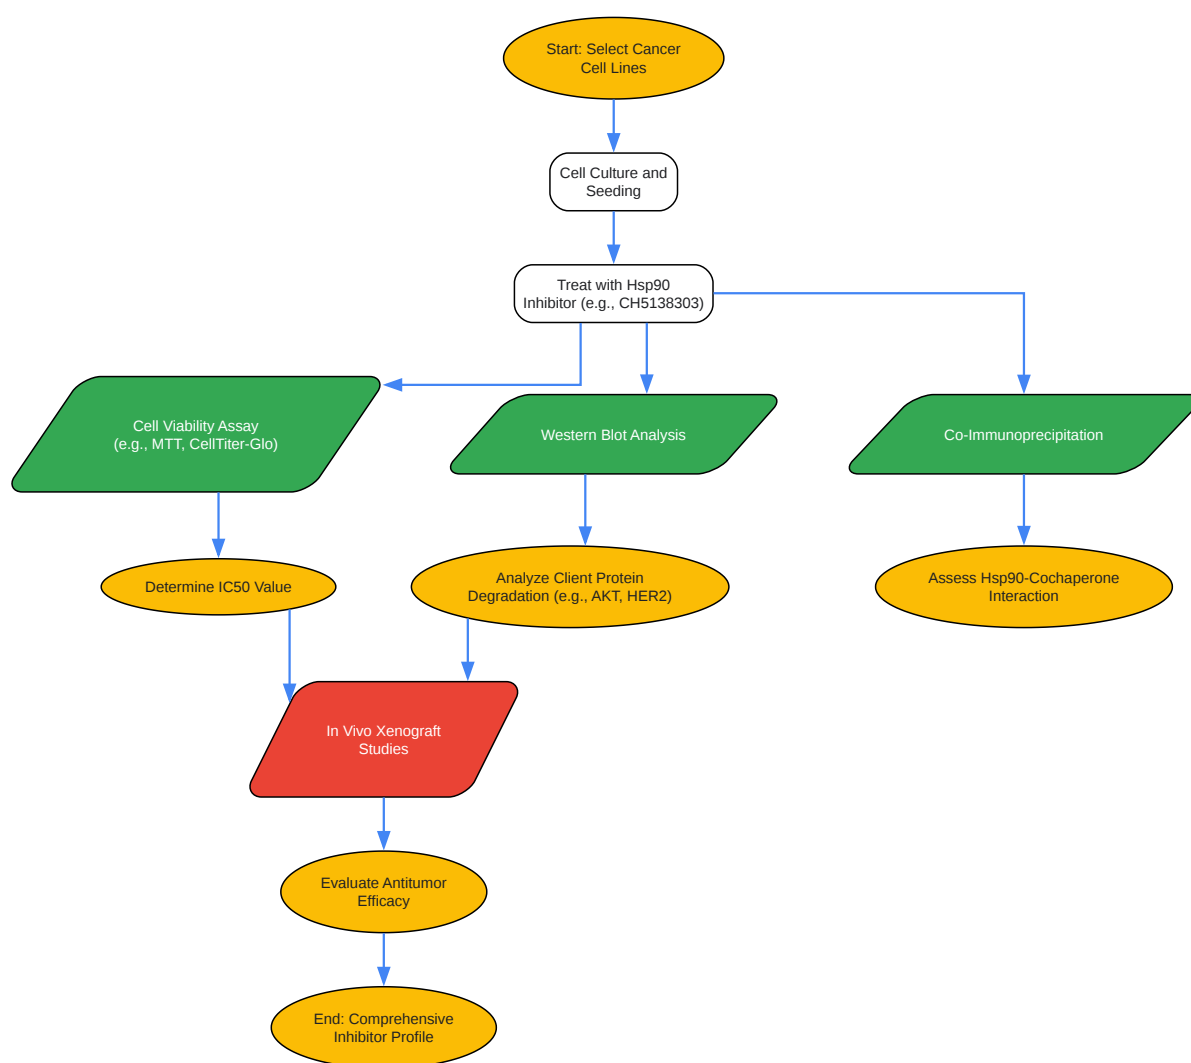 Start: Select Cancer
Cell Lines
Cell Culture and
Seeding
Treat with Hsp90
Inhibitor (e.g., CH5138303)
Cell Viability Assay
(e.g., MTT, CellTiter-Glo)
Western Blot Analysis
Co-Immunoprecipitation
Determine IC50 Value
Analyze Client Protein
Degradation (e.g., AKT, HER2)
Assess Hsp90-Cochaperone
Interaction
In Vivo Xenograft
Studies
Evaluate Antitumor
Efficacy
End: Comprehensive
Inhibitor Profile